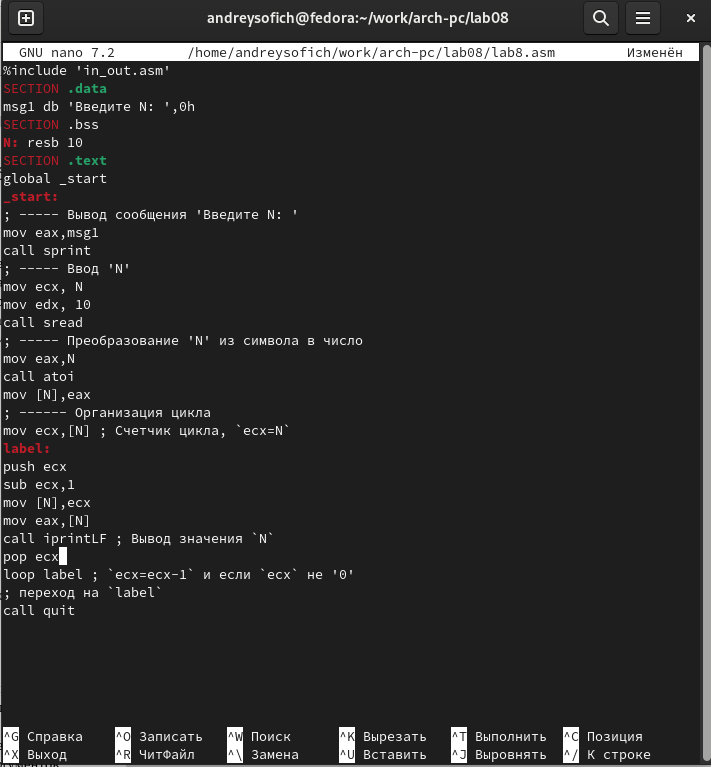 andreysofich@fedora:~/work/arch-pc/lab08
GNU nano 7.2 /home/andreysofich/work/arch-pc/lab08/lab8.asm Изменён
%include 'in_out.asm'
SECTION .data
msg1 db 'Введите N: ',0h
SECTION .bss
N: resb 10
SECTION .text
global _start
_start:
; ----- Вывод сообщения 'Введите N: '
mov eax,msg1
call sprint
; ----- Ввод 'N'
mov ecx, N
mov edx, 10
call sread
; ----- Преобразование 'N' из символа в число
mov eax,N
call atoi
mov [N],eax
; ------ Организация цикла
mov ecx,[N] ; Счетчик цикла, `ecx=N`
label:
push ecx
sub ecx,1
mov [N],ecx
mov eax,[N]
call iprintLF ; Вывод значения `N`
pop ecx
loop label ; `ecx=ecx-1` и если `ecx` не '0'
; переход на `label`
call quit
^G Справка ^O Записать ^W Поиск ^K Вырезать ^T Выполнить ^C Позиция
^X Выход ^R ЧитФайл ^\ Замена ^U Вставить ^J Выровнять ^/ К строке